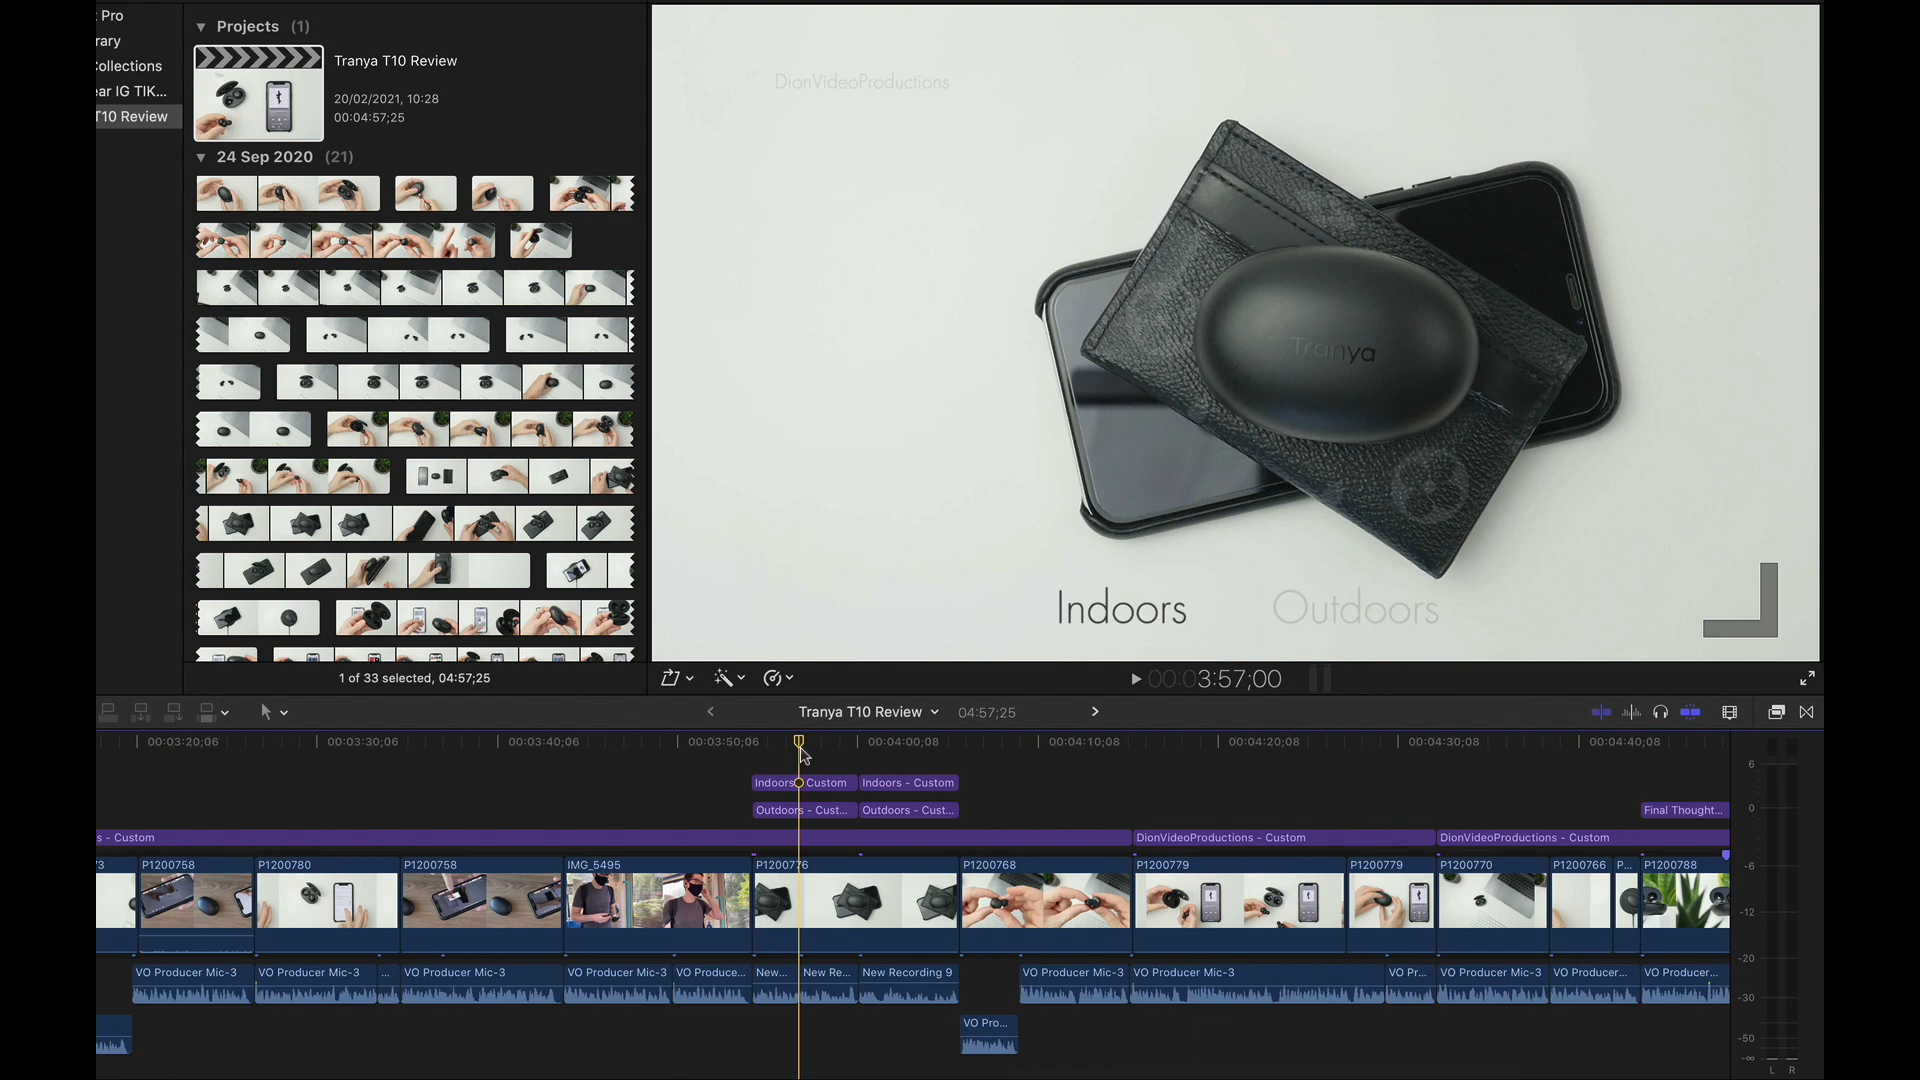 t Pro
rary
Collections
ear IG TIK...
T10 Review
Projects (1)
Tranya T10 Review
20/02/2021, 10:28
00:04:57;25
24 Sep 2020 (21)
1 of 33 selected, 04:57;25
DionVideoProductions
Tranya
Indoors Outdoors
00:03:57;00
Tranya T10 Review 04:57;25
00:03:20;06 00:03:30;06 00:03:40;06 00:03:50;06 00:04:00;08 00:04:10;08 00:04:20;08 00:04:30;08 00:04:40;08
Indoors Custom Indoors - Custom
Outdoors - Cust... Outdoors - Cust... Final Thought...
s - Custom DionVideoProductions - Custom DionVideoProductions - Custom
3 P1200758 P1200780 P1200758 IMG_5495 P1200776 P1200768 P1200779 P1200779 P1200770 P1200766 P... P1200788
VO Producer Mic-3 VO Producer Mic-3 ... VO Producer Mic-3 VO Producer Mic-3 VO Produce... New... New Re... New Recording 9 VO Producer Mic-3 VO Producer Mic-3 VO Pr... VO Producer Mic-3 VO Producer... VO Producer...
VO Pro...
6
0
-6
-12
-20
-30
-50
-∞
L R